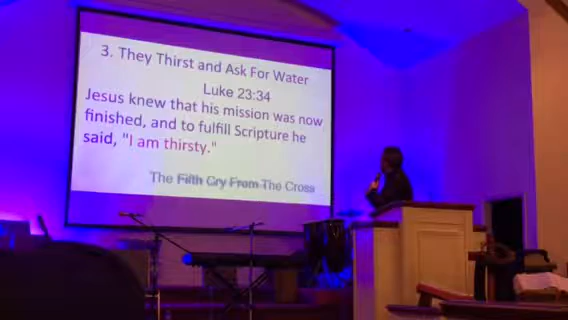 3. They Thirst and Ask For Water
Luke 23:34
Jesus knew that his mission was now
finished, and to fulfill Scripture he
said, "I am thirsty."
The Fifth Cry From The Cross